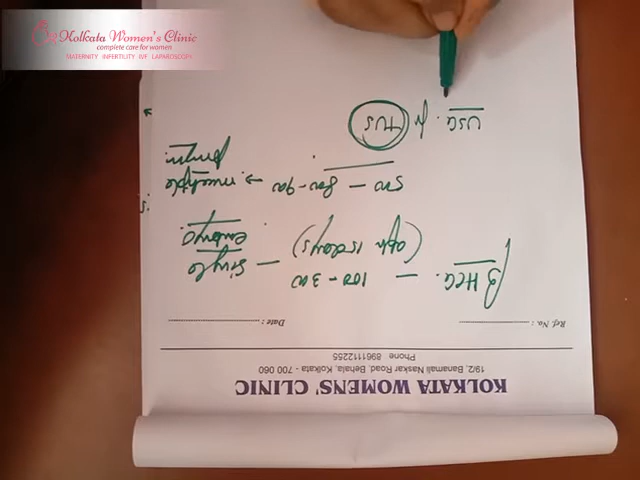 Kolkata Women's Clinic
complete care for women
MATERNITY INFERTILITY IVF LAPAROSCOPY
KOLKATA WOMENS' CLINIC
19/2, Banamali Naskar Road, Behala, Kolkata - 700 060
Phone 8961112255
Ref. No. : Date :
β HCG. - 100 - 300 - single
(after 15 days) embryo
500 - 800-900 → multiple
USG. for TVS